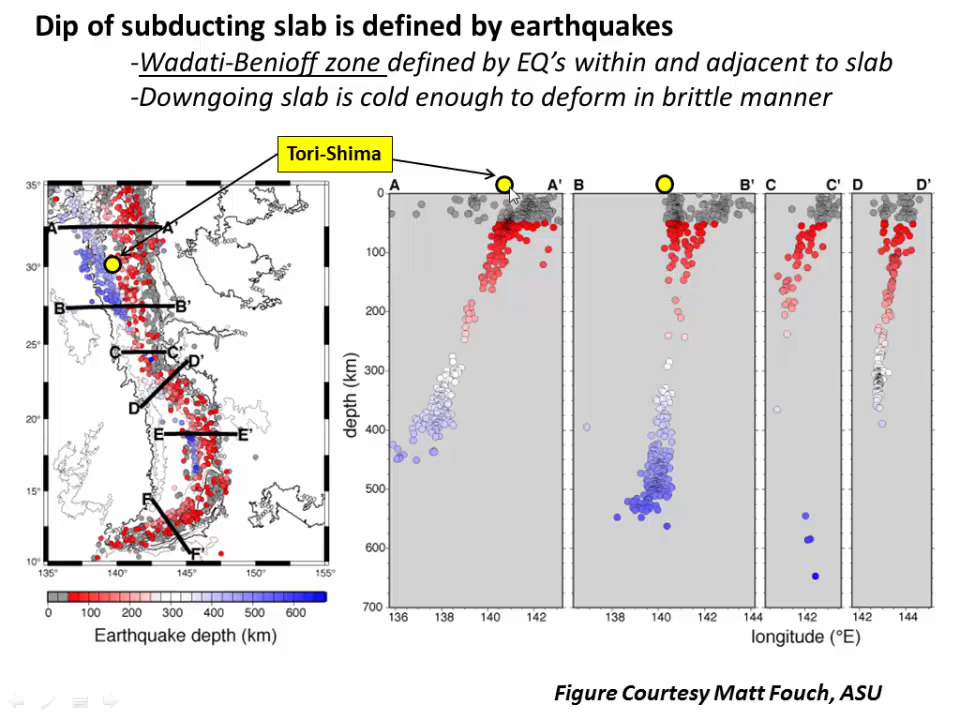 Dip of subducting slab is defined by earthquakes
-Wadati-Benioff zone defined by EQ's within and adjacent to slab
-Downgoing slab is cold enough to deform in brittle manner
Tori-Shima
A A' B B' C C' D D'
35°
30°
25°
20°
15°
10°
135° 140° 145° 150° 155°
A A'
B B'
C C'
D'
D
E E'
F
F'
0 100 200 300 400 500 600
Earthquake depth (km)
depth (km)
0
100
200
300
400
500
600
700
136 138 140 142
138 140 142 144
142
142 144
longitude (°E)
Figure Courtesy Matt Fouch, ASU